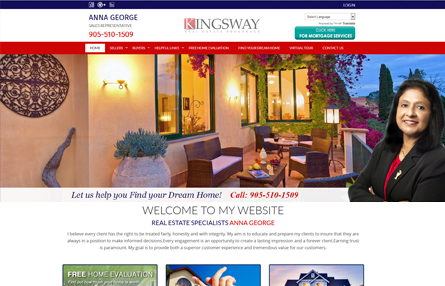 LOGIN
ANNA GEORGE
SALES REPRESENTATIVE
905-510-1509
KINGSWAY
REAL ESTATE BROKERAGE
Select Language
Powered by Google Translate
CLICK HERE
FOR MORTGAGE SERVICES
HOME SELLERS BUYERS HELPFUL LINKS FREE HOME EVALUATION FIND YOUR DREAM HOME VIRTUAL TOUR CONTACT US
Let us help you Find your Dream Home! Call: 905-510-1509
WELCOME TO MY WEBSITE
REAL ESTATE SPECIALISTS ANNA GEORGE
I believe every client has the right to be treated fairly, honestly and with integrity. My aim is to educate and prepare my clients to ensure that they are
always in a position to make informed decisions.Every engagement is an opportunity to create a lasting impression and a forever client.Earning trust
is paramount. My goal is to provide both a superior customer experience and tremendous value for our customers.
FREE HOME EVALUATION
Find out how much your home is worth